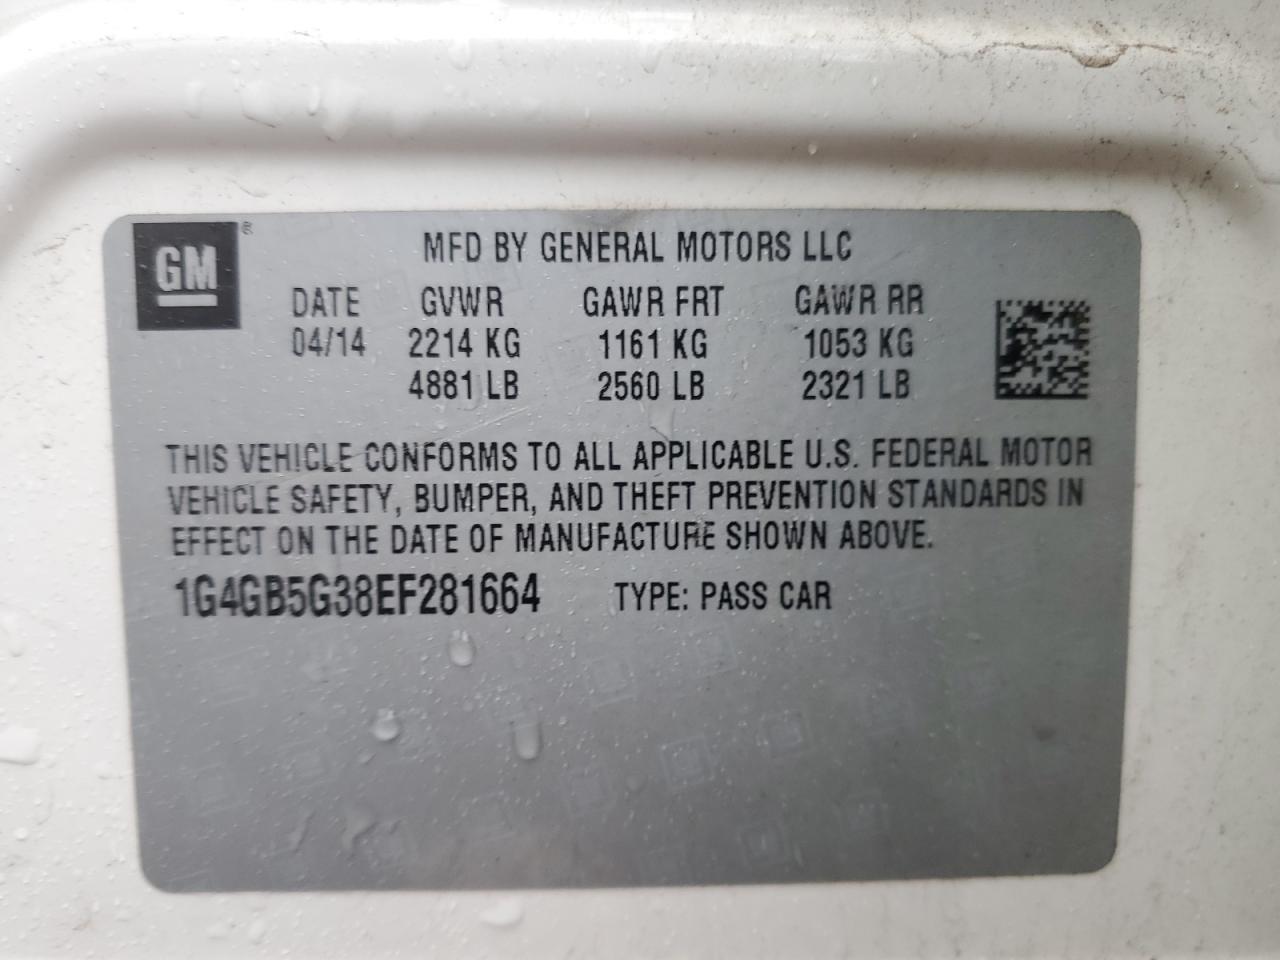 GM ®
MFD BY GENERAL MOTORS LLC
DATE GVWR GAWR FRT GAWR RR
04/14 2214 KG 1161 KG 1053 KG
4881 LB 2560 LB 2321 LB
THIS VEHICLE CONFORMS TO ALL APPLICABLE U.S. FEDERAL MOTOR
VEHICLE SAFETY, BUMPER, AND THEFT PREVENTION STANDARDS IN
EFFECT ON THE DATE OF MANUFACTURE SHOWN ABOVE.
1G4GB5G38EF281664 TYPE: PASS CAR